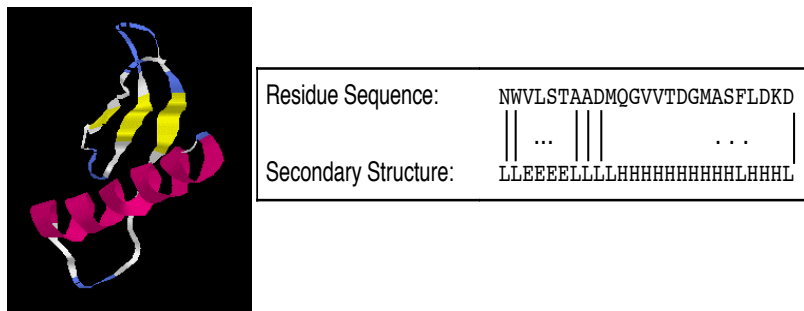 Residue Sequence: NWVLSTAADMQGVVTDGMASFLDKD
... . . .
Secondary Structure: LLEEEELLLLHHHHHHHHHHLHHHL